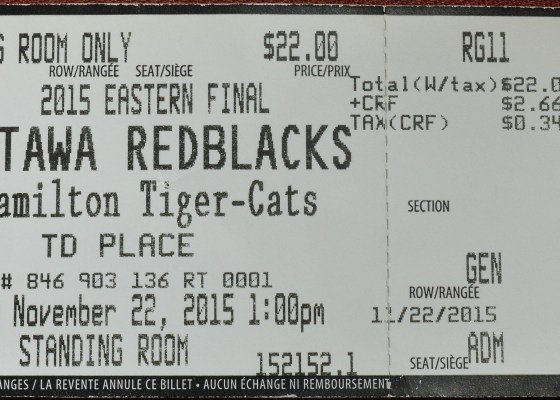 G ROOM ONLY $22.00
ROW/RANGÉE SEAT/SIÈGE PRICE/PRIX
2015 EASTERN FINAL
TAWA REDBLACKS
amilton Tiger-Cats
TD PLACE
# 846 903 136 RT 0001
November 22, 2015 1:00pm
STANDING ROOM 152152.1
ANGES / LA REVENTE ANNULE CE BILLET • AUCUN ÉCHANGE NI REMBOURSEMENT
RG11
Total(W/tax)$22.0
+CRF $2.66
TAX(CRF) $0.34
SECTION
GEN
ROW/RANGÉE
11/22/2015
SEAT/SIÈGE ADM